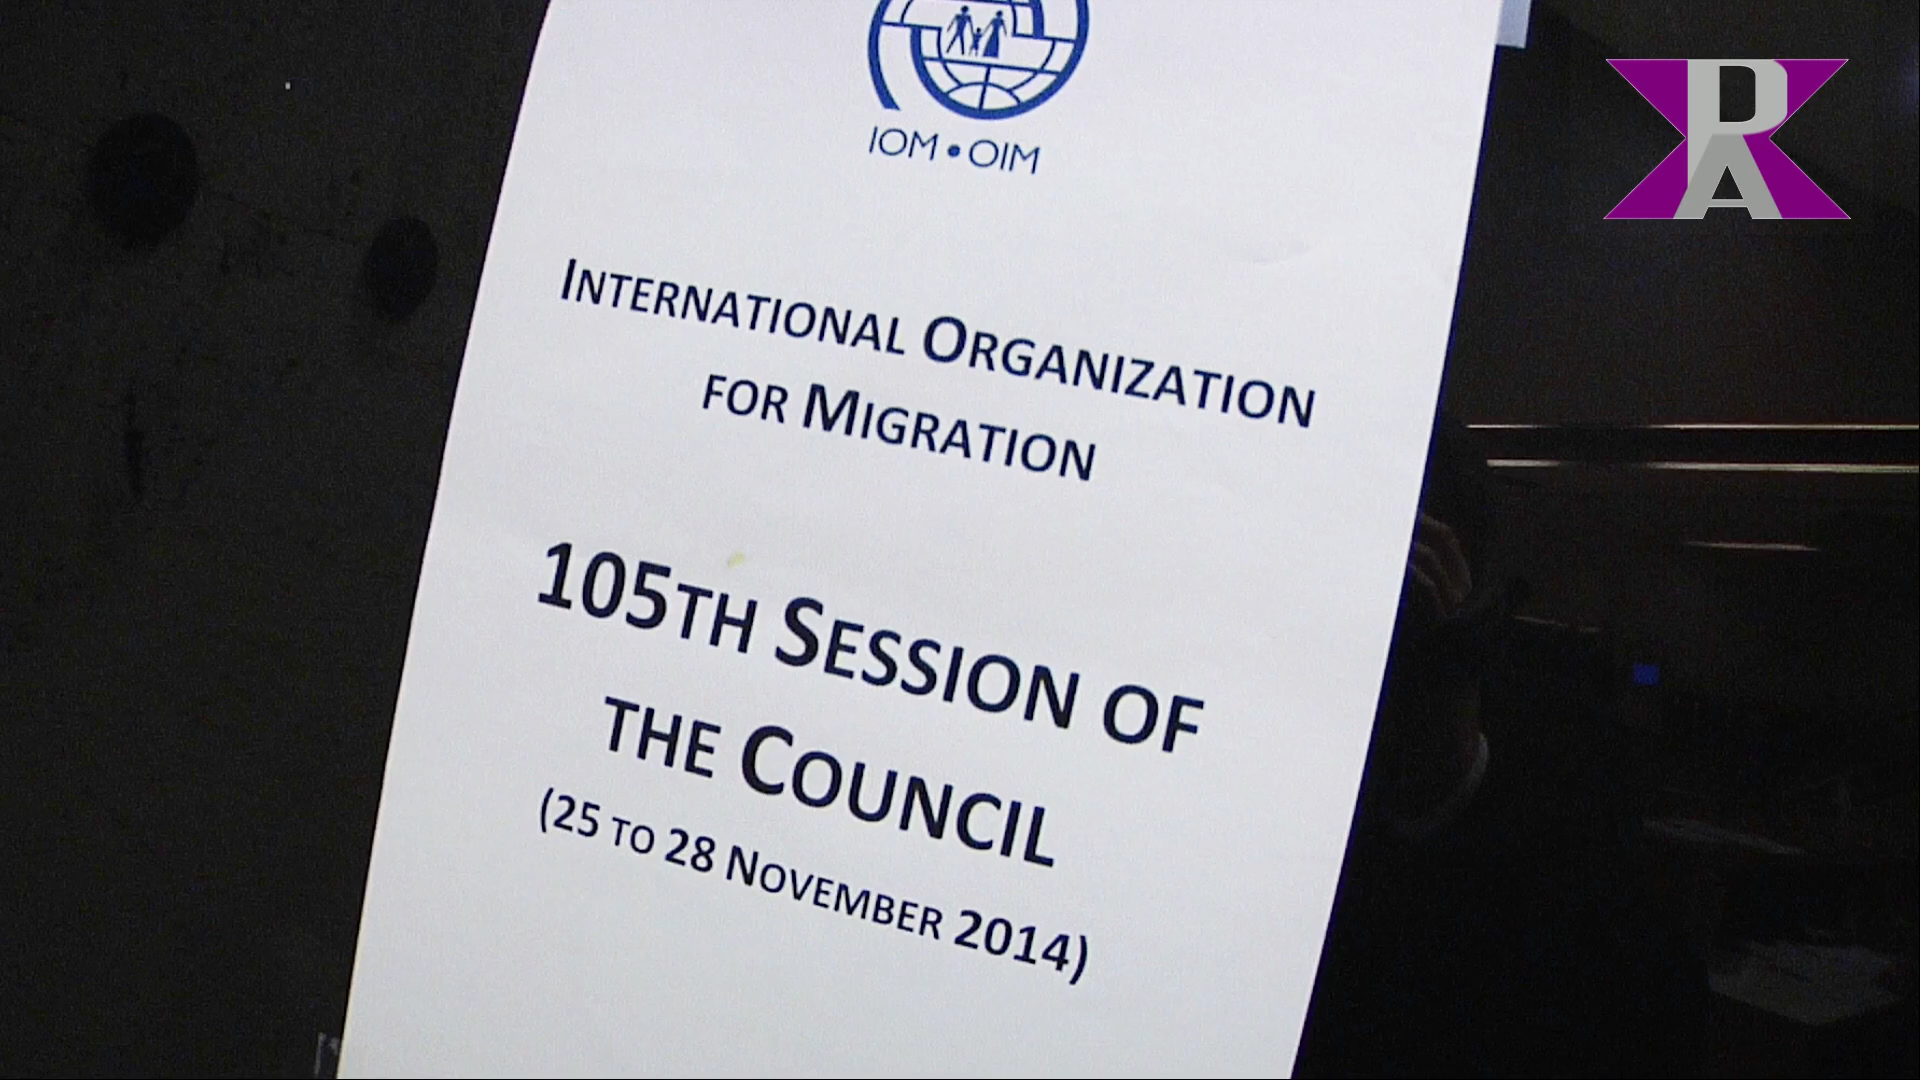 IOM • OIM
INTERNATIONAL ORGANIZATION
FOR MIGRATION
105TH SESSION OF
THE COUNCIL
(25 TO 28 NOVEMBER 2014)